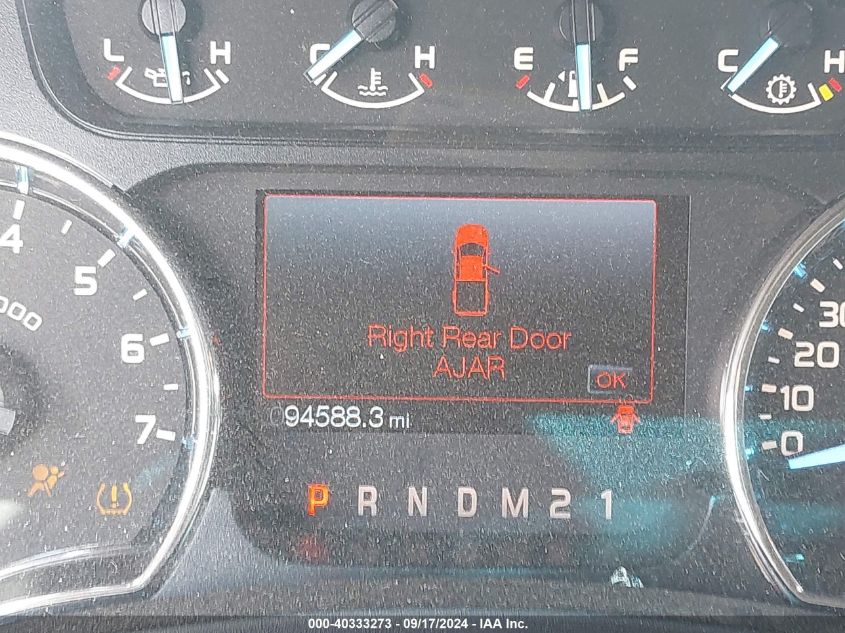 L H C H E F C H
4
5
000
6
7
Right Rear Door
AJAR
OK
94588.3 mi
30
20
10
0
P R N D M 2 1
000-40333273 - 09/17/2024 - IAA Inc.